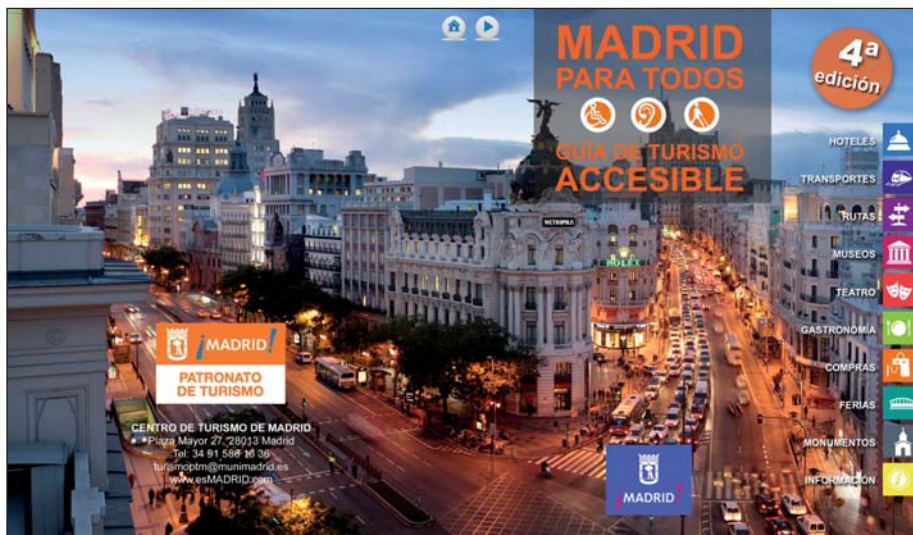 MADRID
PARA TODOS
GUÍA DE TURISMO
ACCESIBLE
4ª
edición
HOTELES
TRANSPORTES
RUTAS
MUSEOS
TEATRO
GASTRONOMÍA
COMPRAS
FERIAS
MONUMENTOS
INFORMACIÓN
METROPOLIS
ROLEX
¡MADRID!
PATRONATO
DE TURISMO
CENTRO DE TURISMO DE MADRID
Plaza Mayor 27, 28013 Madrid
Tel: 34 91 588 16 36
turismoptm@munimadrid.es
www.esMADRID.com
¡MADRID!